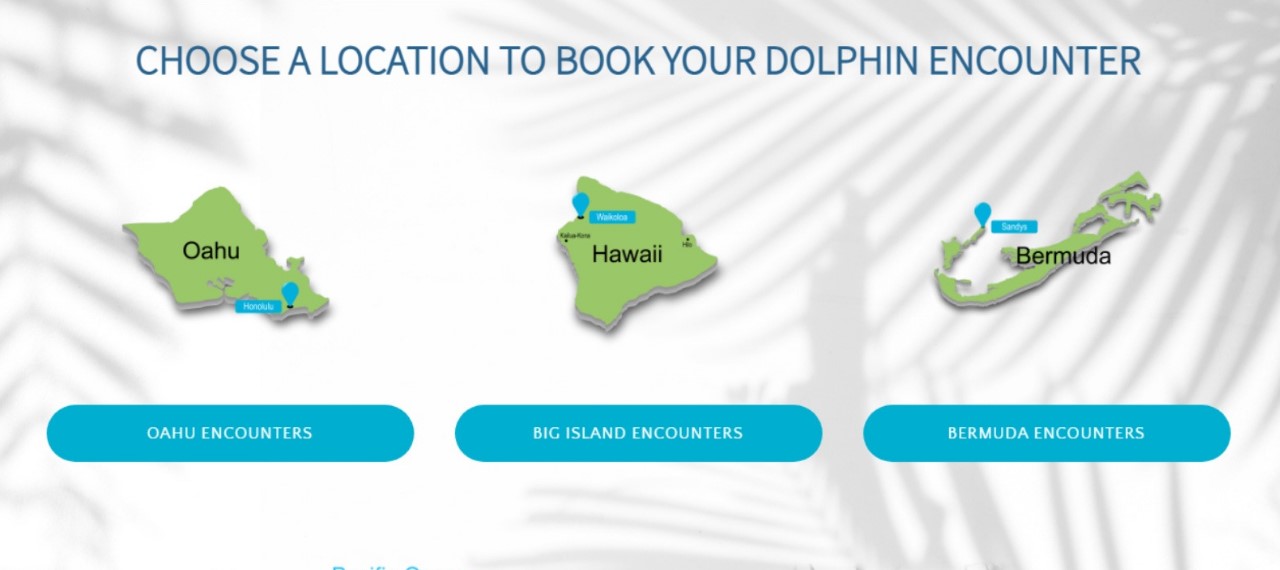 CHOOSE A LOCATION TO BOOK YOUR DOLPHIN ENCOUNTER
Oahu
Honolulu
Waikoloa
Kailua-Kona
Hilo
Hawaii
Sandys
Bermuda
OAHU ENCOUNTERS
BIG ISLAND ENCOUNTERS
BERMUDA ENCOUNTERS